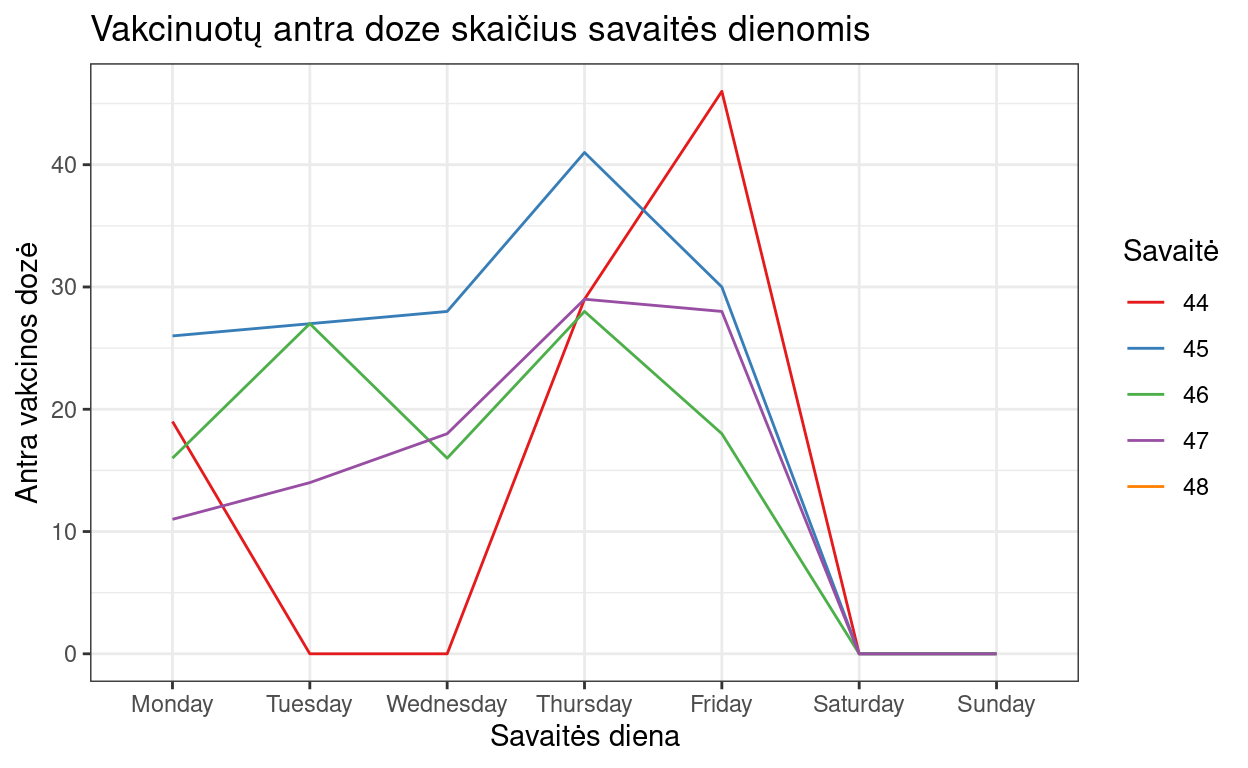 Vakcinuotų antra doze skaičius savaitės dienomis
Antra vakcinos dozė
40
30
20
10
0
Monday Tuesday Wednesday Thursday Friday Saturday Sunday
Savaitės diena
Savaitė
44
45
46
47
48